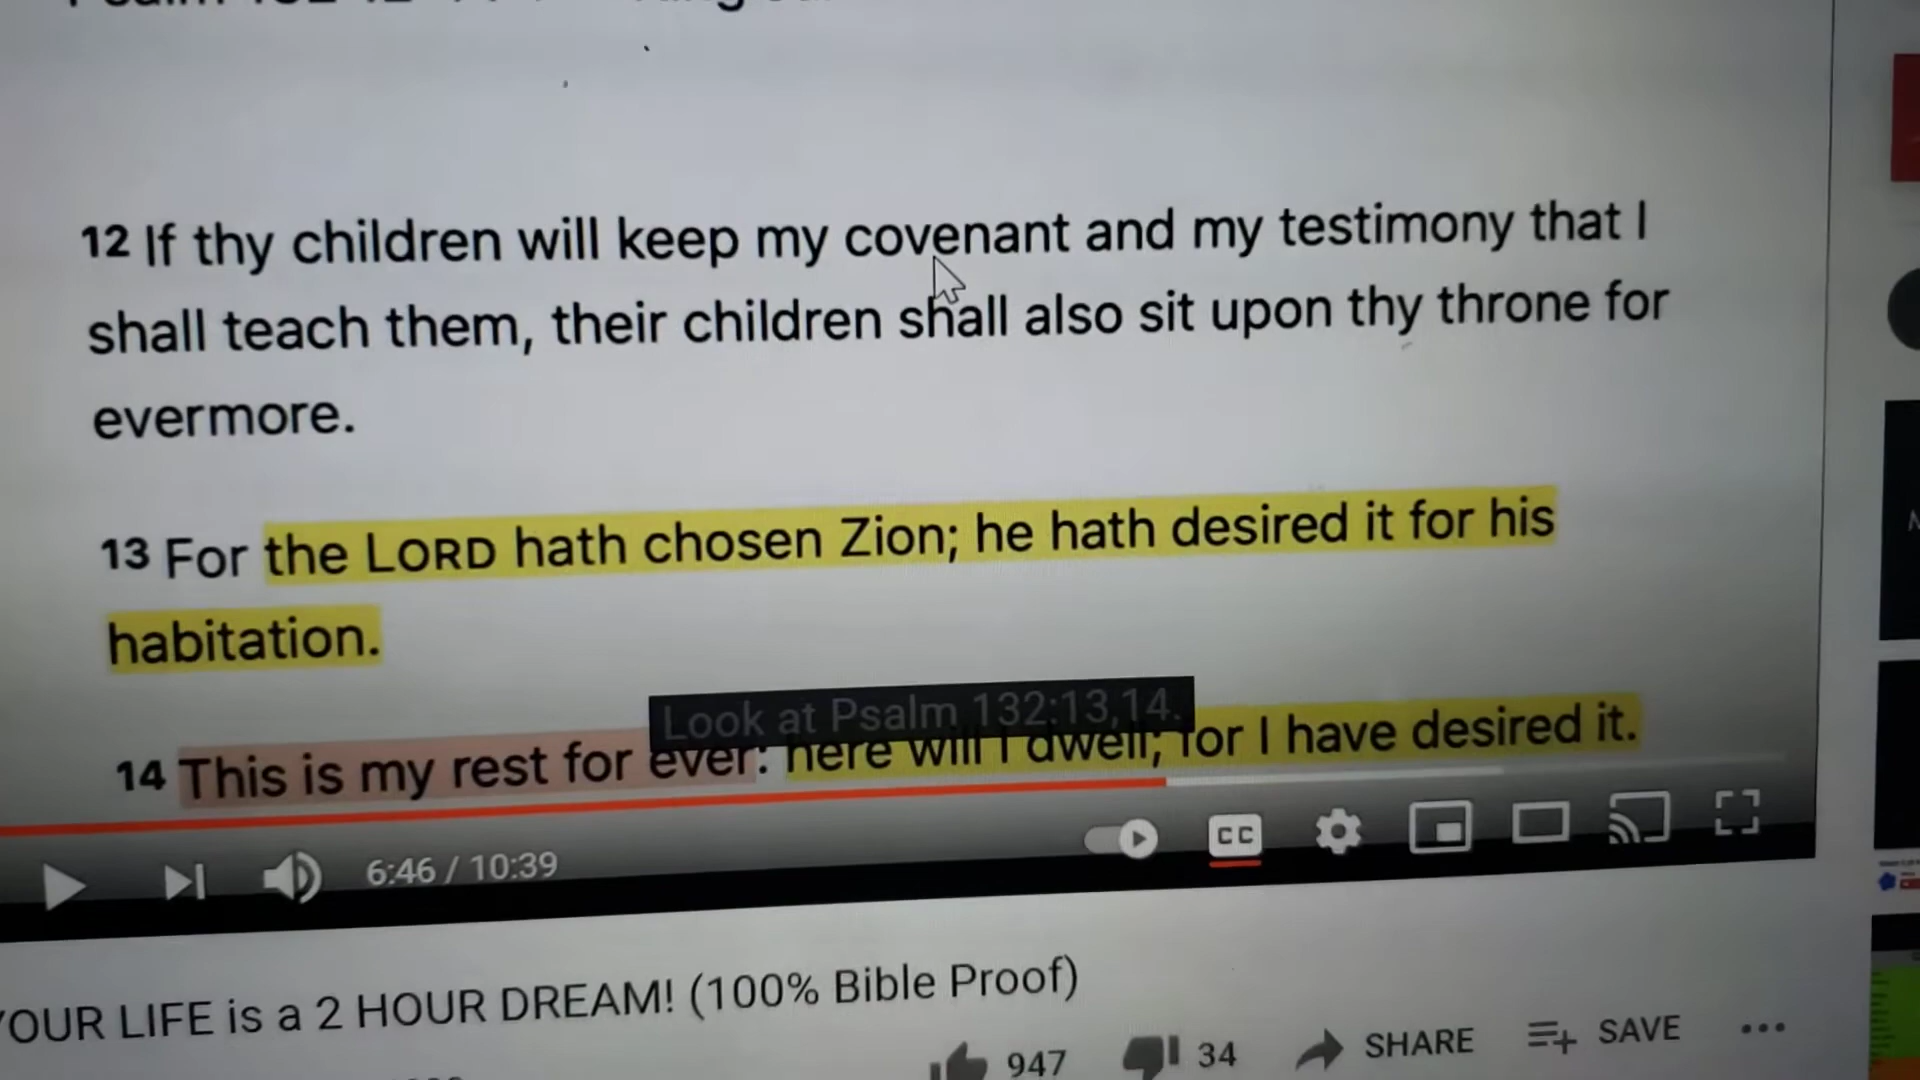 12 If thy children will keep my covenant and my testimony that I
shall teach them, their children shall also sit upon thy throne for
evermore.
13 For the LORD hath chosen Zion; he hath desired it for his
habitation.
Look at Psalm 132:13,14.
14 This is my rest for ever: here will I dwell; for I have desired it.
6:46 / 10:39
CC
YOUR LIFE is a 2 HOUR DREAM! (100% Bible Proof)
947 34 SHARE SAVE